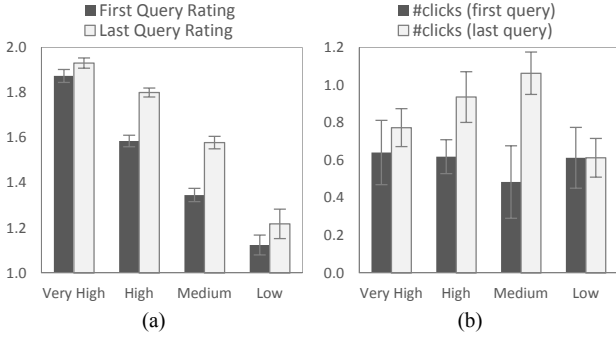 First Query Rating
Last Query Rating
2.0
1.8
1.6
1.4
1.2
1.0
Very High High Medium Low
(a)
#clicks (first query)
#clicks (last query)
1.2
1.0
0.8
0.6
0.4
0.2
0.0
Very High High Medium Low
(b)